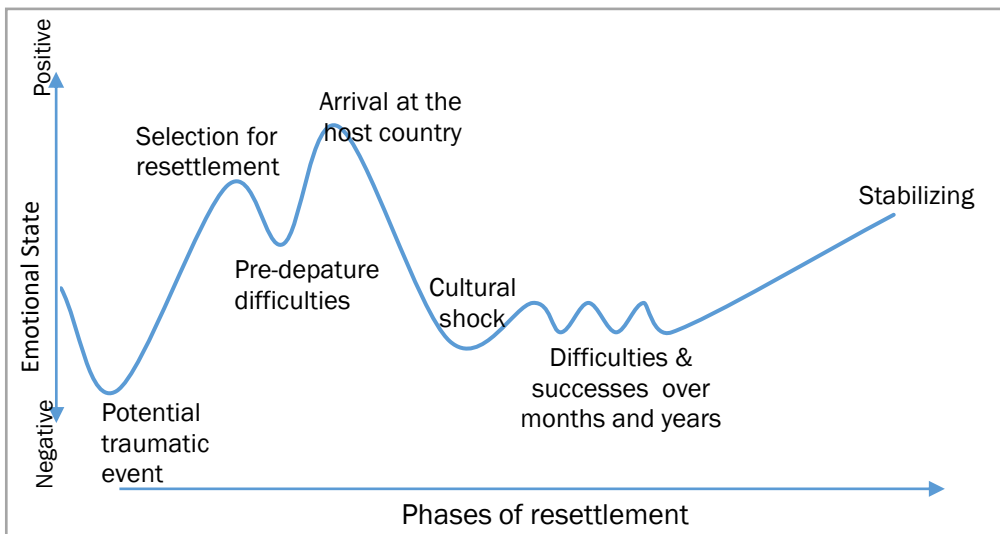 Positive
Emotional State
Negative
Selection for
resettlement
Arrival at the
host country
Pre-depature
difficulties
Potential
traumatic
event
Cultural
shock
Difficulties &
successes over
months and years
Stabilizing
Phases of resettlement